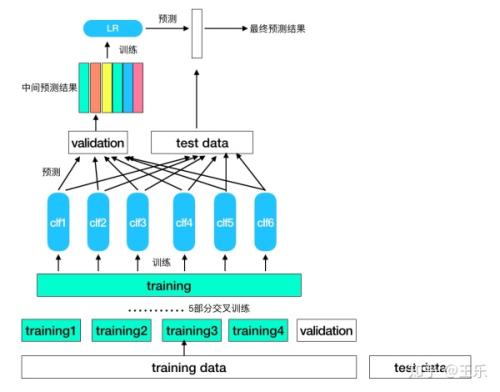 LR
预测
最终预测结果
训练
中间预测结果
validation
test data
预测
clf1
clf2
clf3
clf4
clf5
clf6
训练
training
........... 5部分交叉训练
training1
training2
training3
training4
validation
training data
test data
知乎 @王乐